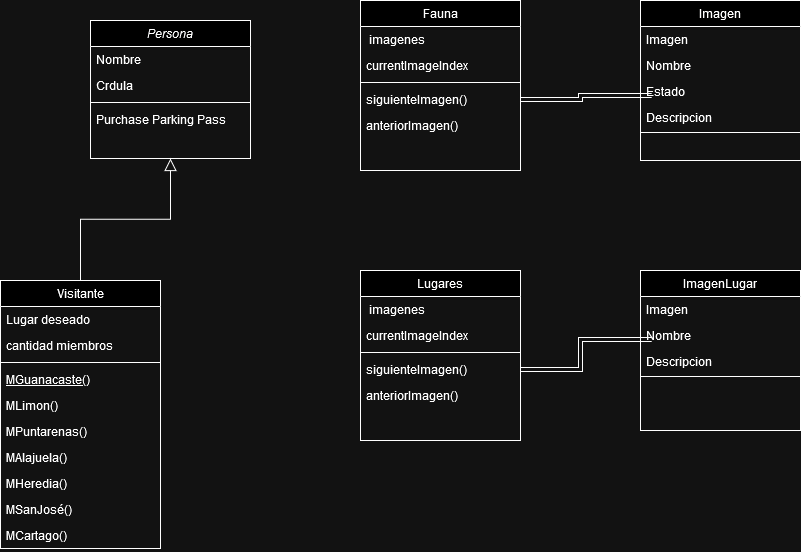 Persona
Nombre
Crdula
Purchase Parking Pass
Visitante
Lugar deseado
cantidad miembros
MGuanacaste()
MLimon()
MPuntarenas()
MAlajuela()
MHeredia()
MSanJosé()
MCartago()
Fauna
imagenes
currentImageIndex
siguienteImagen()
anteriorImagen()
Imagen
Imagen
Nombre
Estado
Descripcion
Lugares
imagenes
currentImageIndex
siguienteImagen()
anteriorImagen()
ImagenLugar
Imagen
Nombre
Descripcion